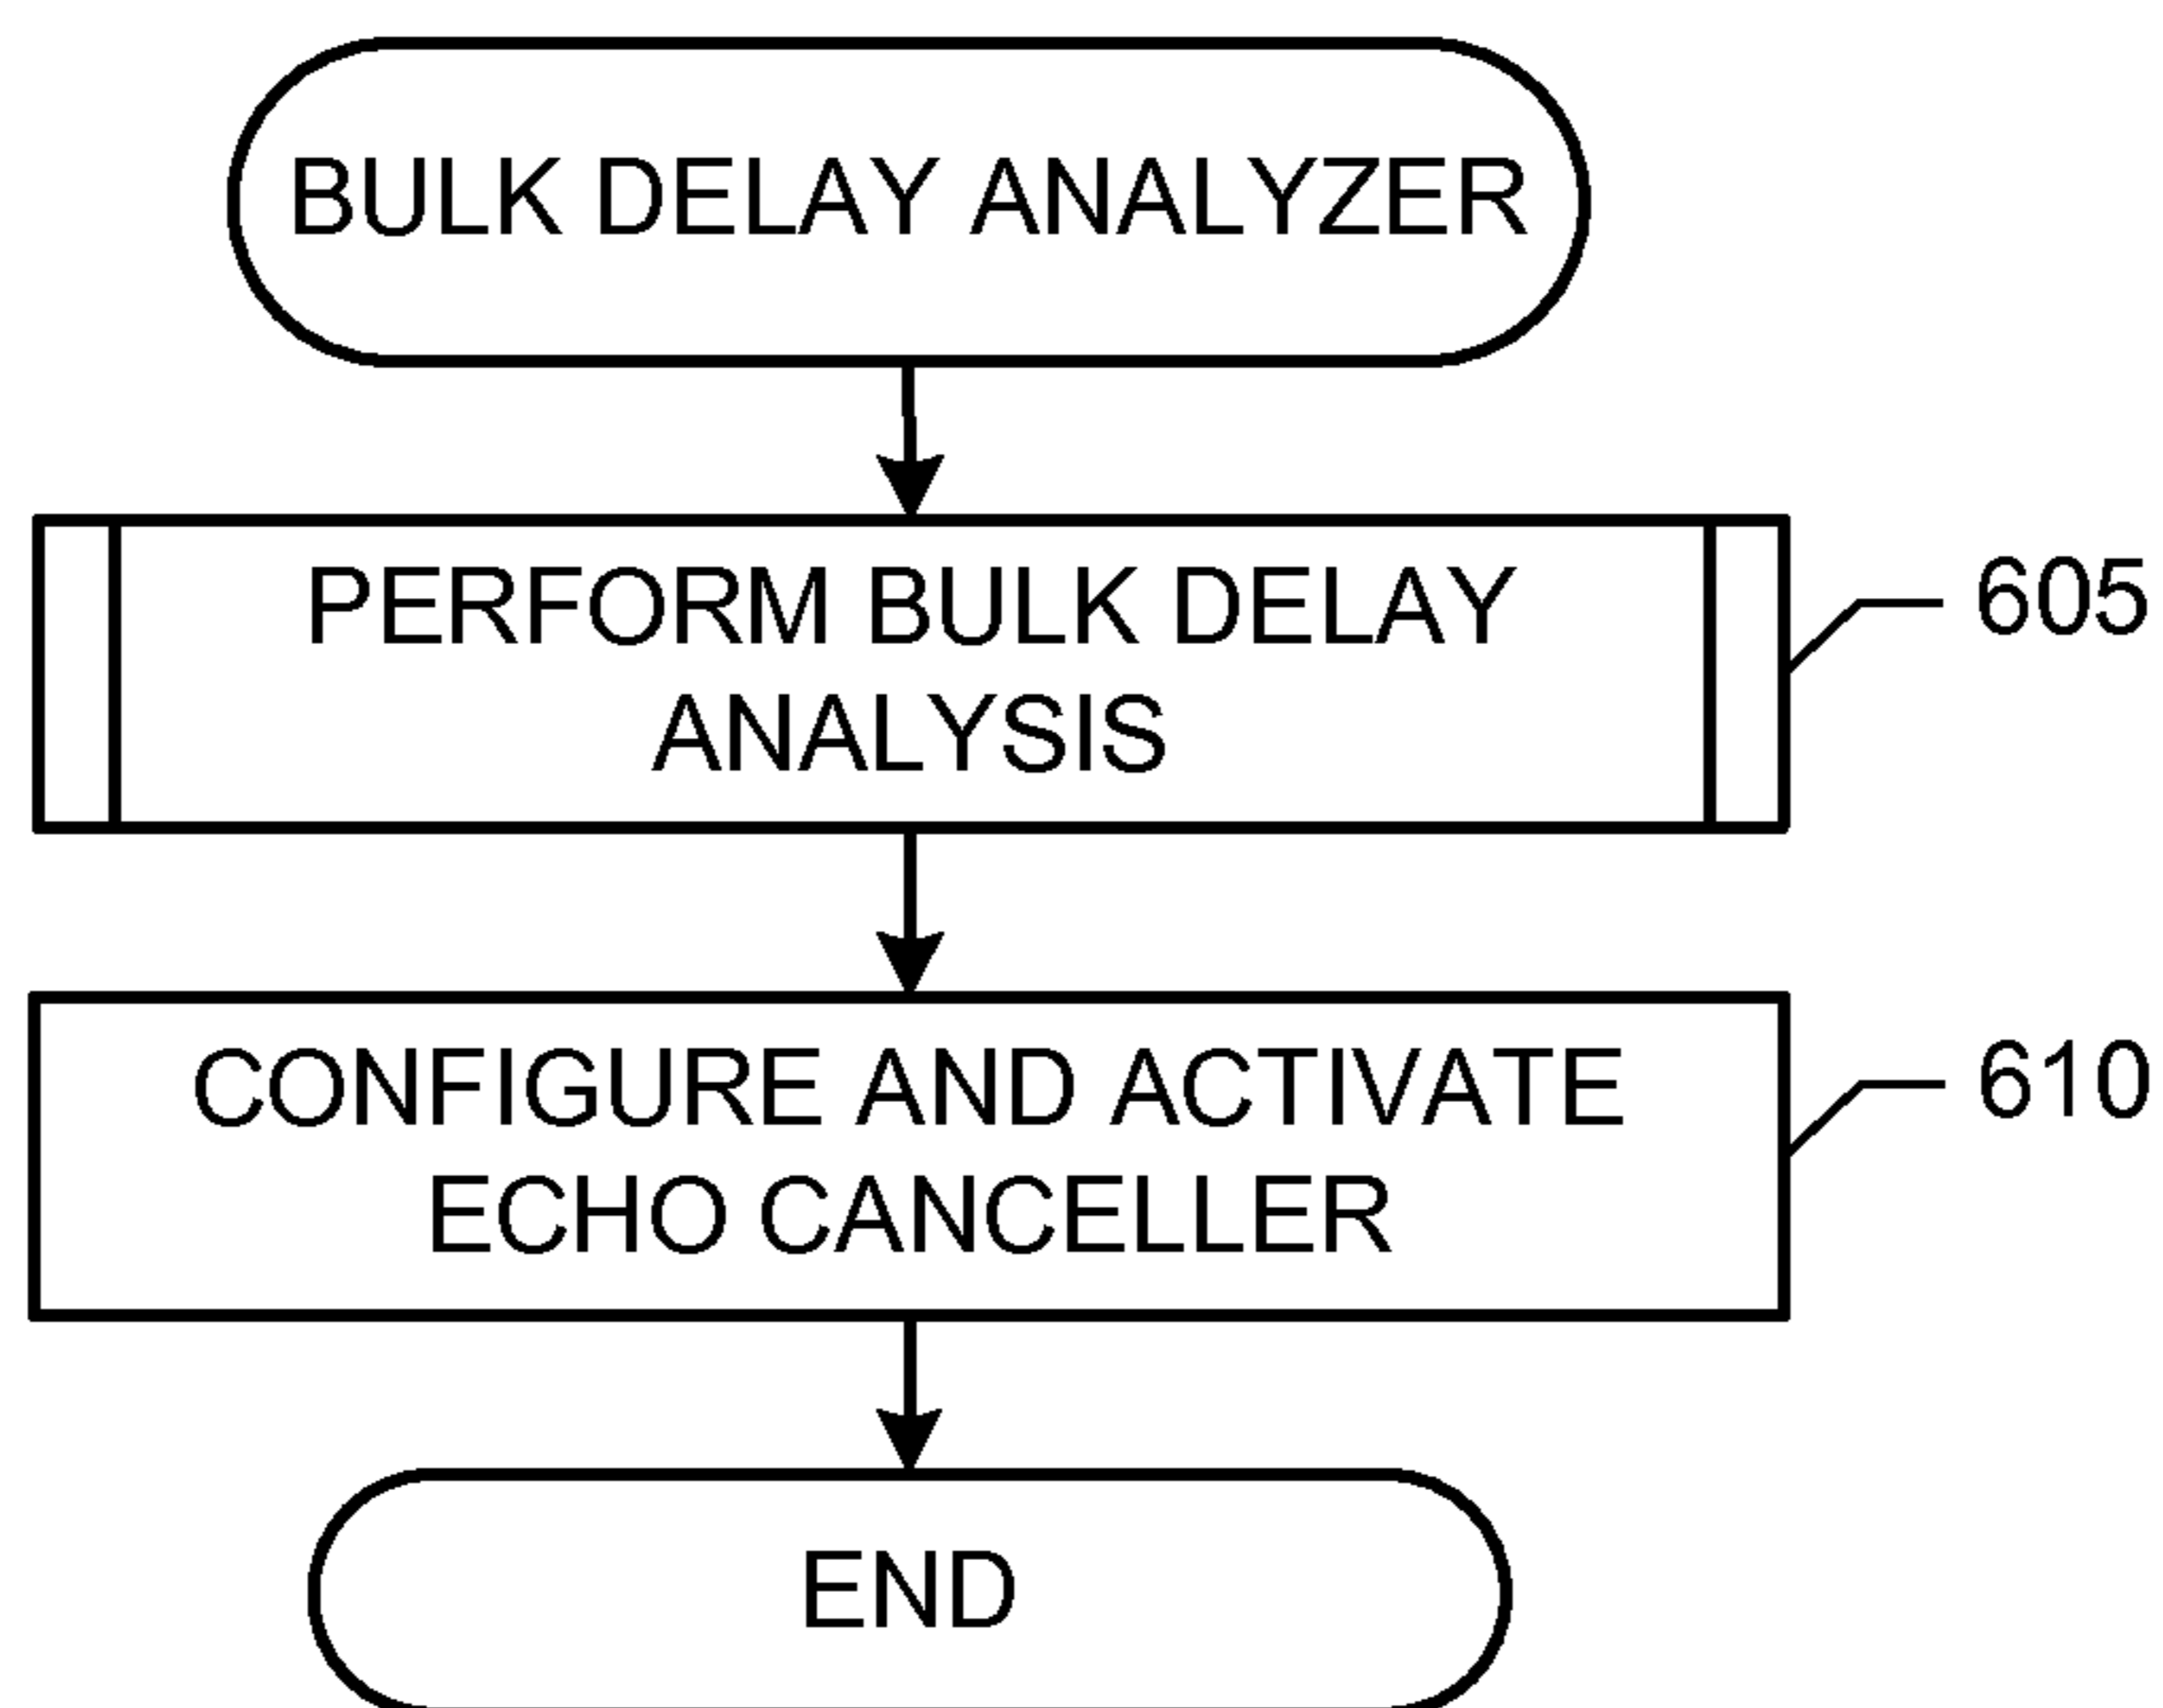 BULK DELAY ANALYZER
PERFORM BULK DELAY
ANALYSIS
605
CONFIGURE AND ACTIVATE
ECHO CANCELLER
610
END